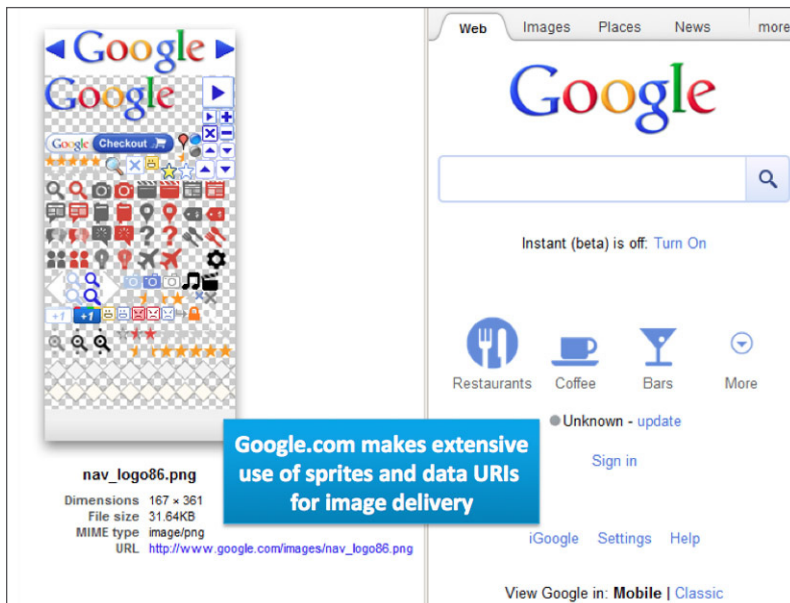 Google
Google
Google Checkout
+1 +1
nav_logo86.png
Dimensions 167 × 361
File size 31.64KB
MIME type image/png
URL http://www.google.com/images/nav_logo86.png
Google.com makes extensive
use of sprites and data URIs
for image delivery
Web Images Places News more
Google
Instant (beta) is off: Turn On
Restaurants Coffee Bars More
Unknown - update
Sign in
iGoogle Settings Help
View Google in: Mobile | Classic